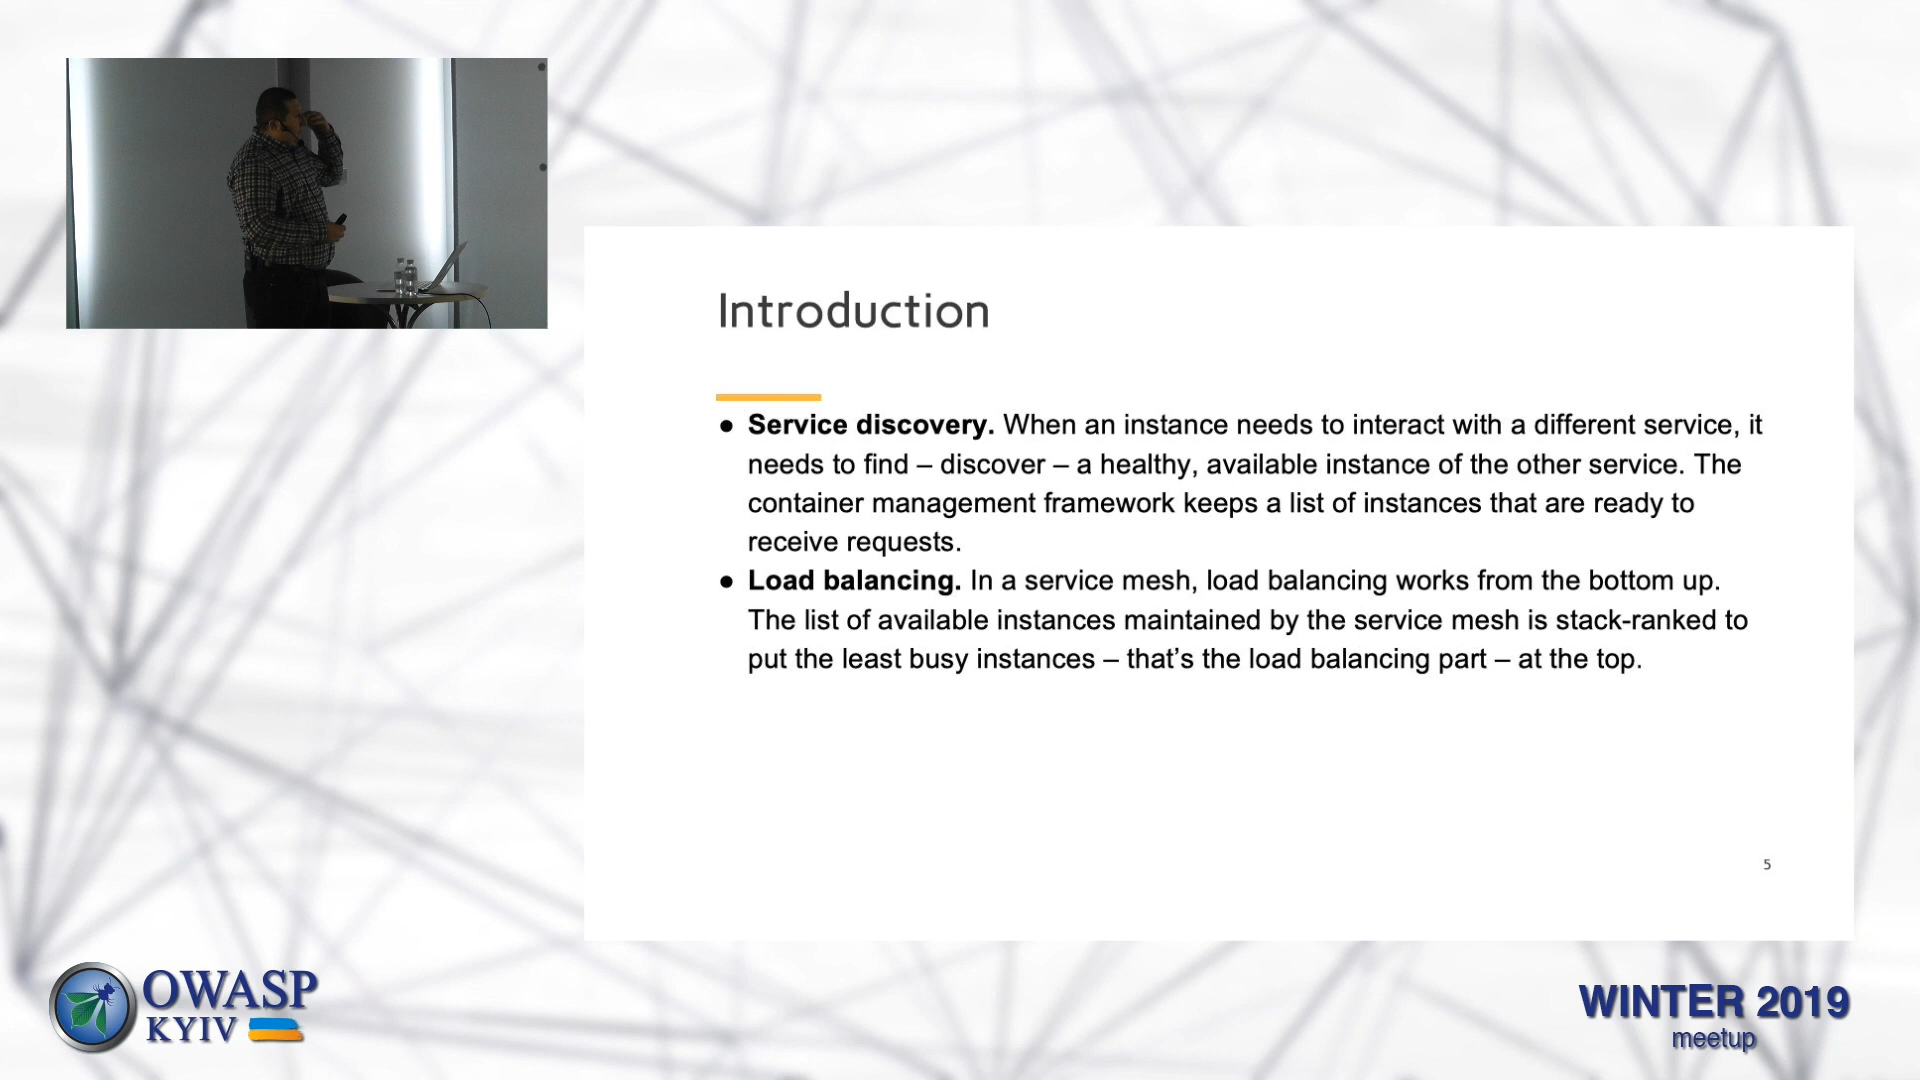 Introduction
● Service discovery. When an instance needs to interact with a different service, it
needs to find – discover – a healthy, available instance of the other service. The
container management framework keeps a list of instances that are ready to
receive requests.
● Load balancing. In a service mesh, load balancing works from the bottom up.
The list of available instances maintained by the service mesh is stack-ranked to
put the least busy instances – that’s the load balancing part – at the top.
5
OWASP
KYIV
WINTER 2019
meetup